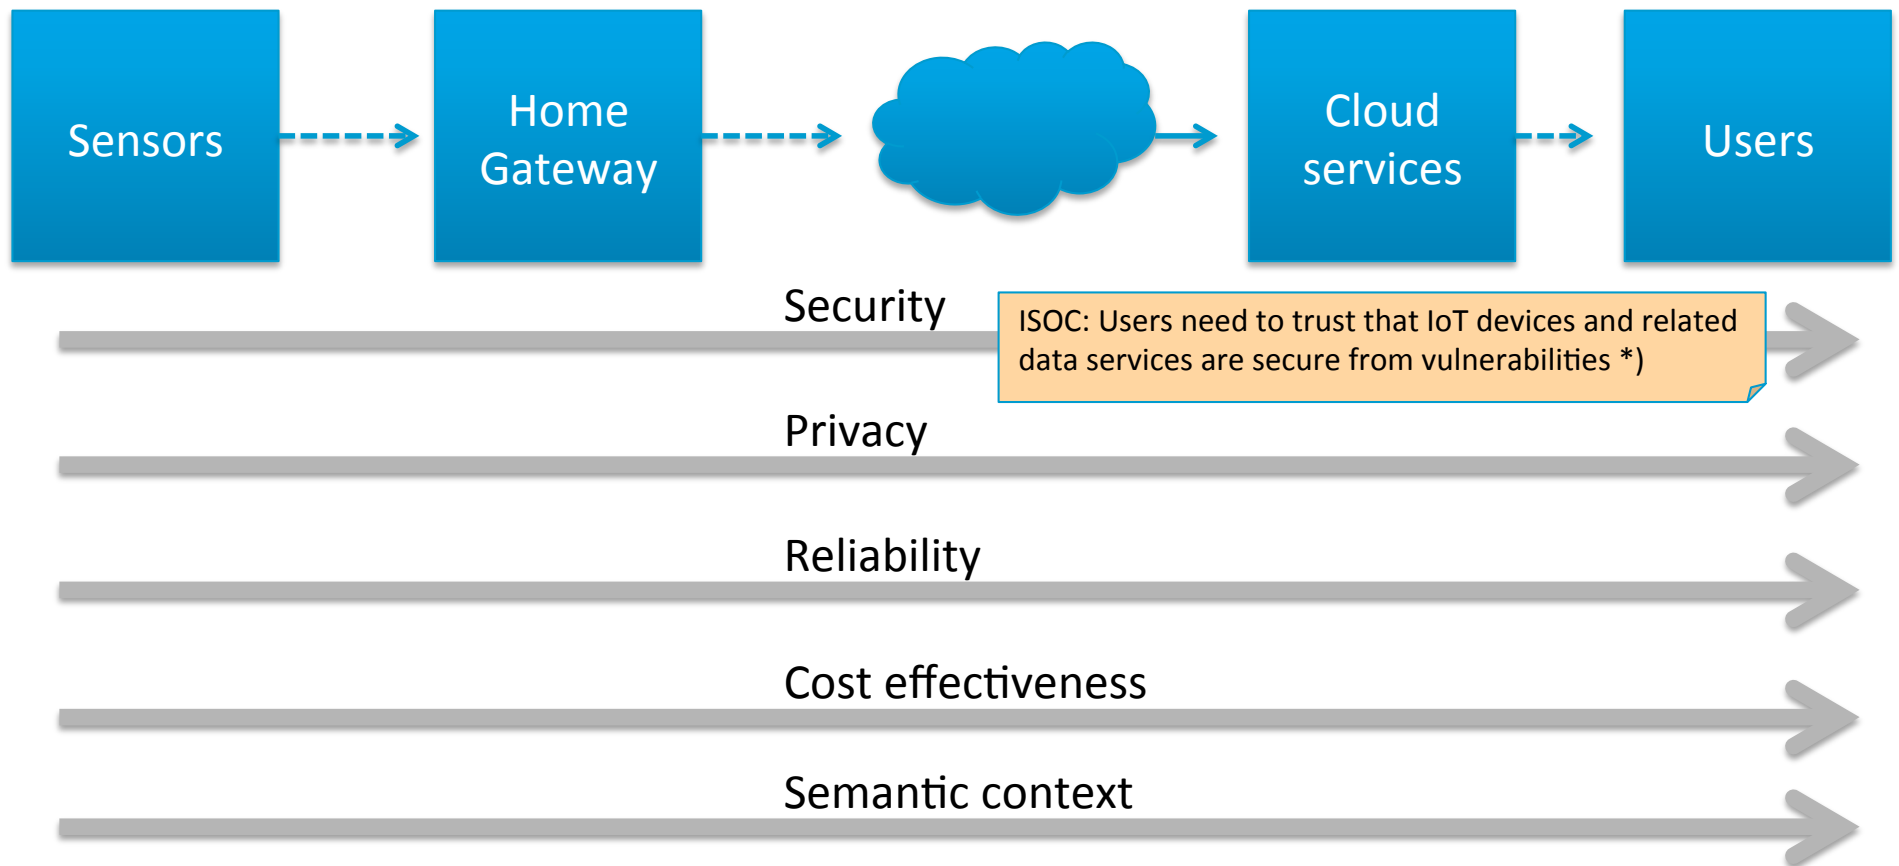 Sensors
Home
Gateway
Cloud
services
Users
Security
ISOC: Users need to trust that IoT devices and related
data services are secure from vulnerabilities *)
Privacy
Reliability
Cost effectiveness
Semantic context